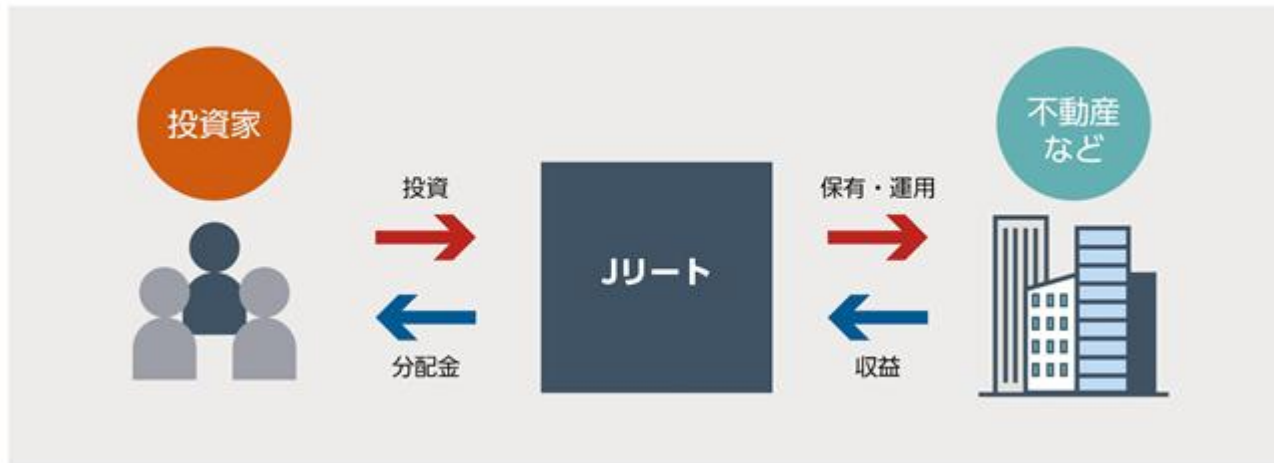 投資家
不動産
など
投資
保有・運用
Jリート
分配金
収益